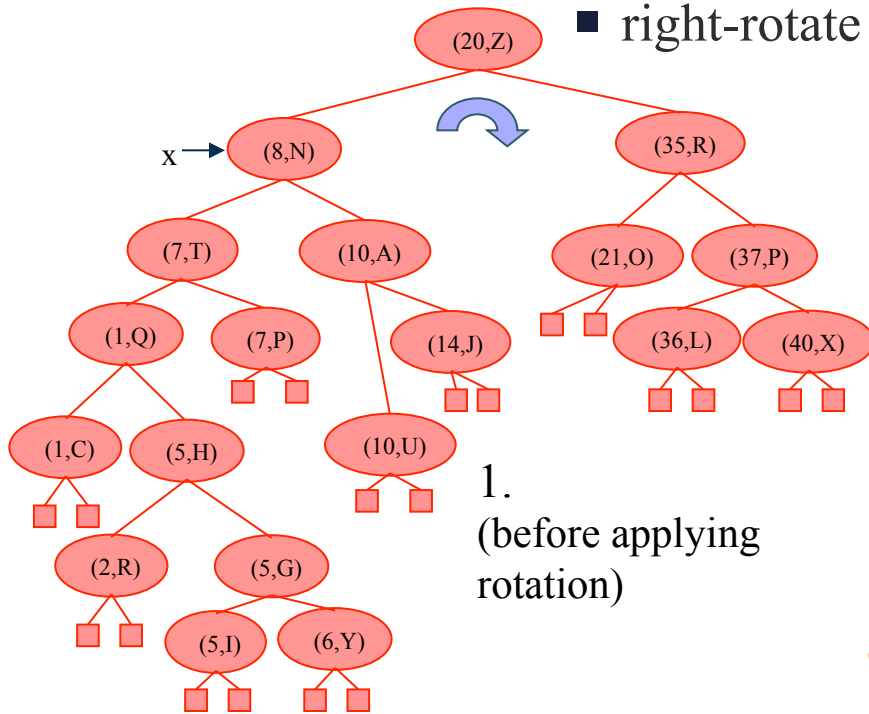 ■ right-rotate
(20,Z)
x
(8,N)
(35,R)
(7,T)
(10,A)
(21,O)
(37,P)
(1,Q)
(7,P)
(14,J)
(36,L)
(40,X)
(1,C)
(5,H)
(10,U)
(2,R)
(5,G)
(5,I)
(6,Y)
1.
(before applying
rotation)